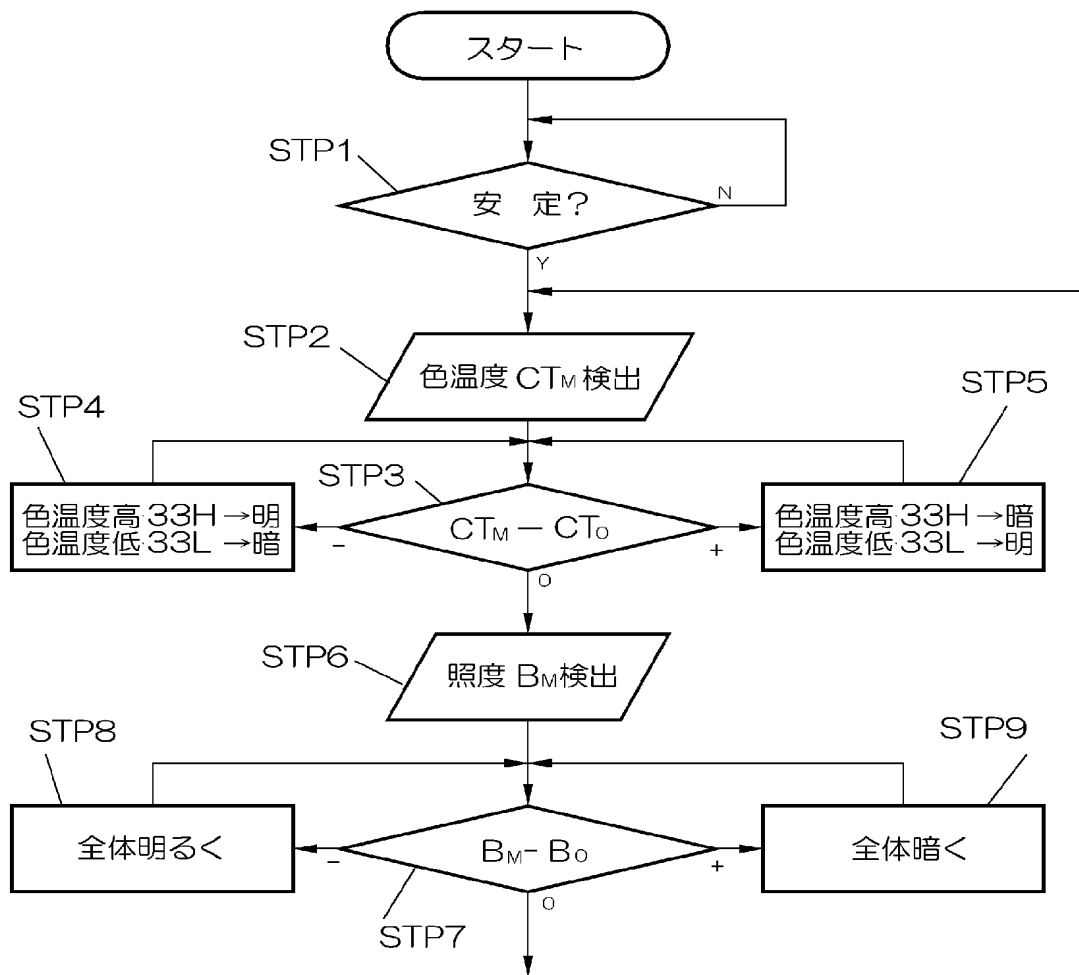 スタート
STP1
安 定?
N
Y
STP2
色温度 CTM 検出
STP4
STP5
STP3
色温度高·33H →明
色温度低·33L →暗
CTM − CTO
−
+
色温度高·33H →暗
色温度低·33L →明
O
STP6
照度 BM検出
STP8
STP9
全体明るく
BM- BO
−
+
全体暗く
O
STP7